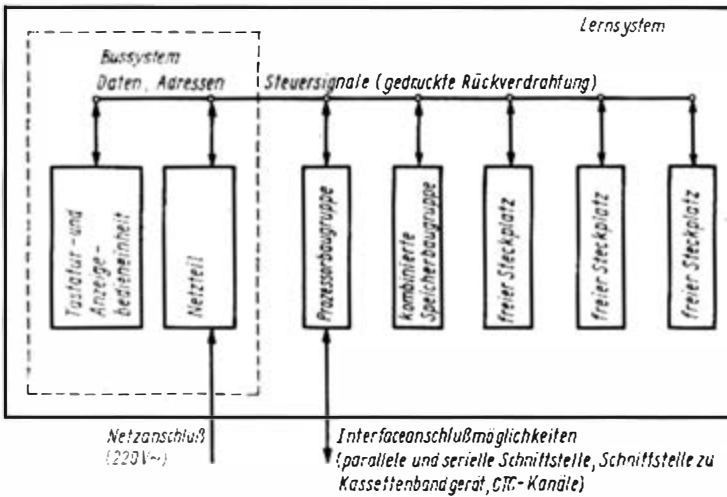 Lernsystem
Bussystem
Daten, Adressen
Steuersignale (gedruckte Rückverdrahtung)
Tastatur-und
Anzeige-
bedieneinheit
Netzteil
Prozessorbaugruppe
kombinierte
Speicherbaugruppe
freier Steckplatz
freier Steckplatz
freier Steckplatz
Netzanschluß
(220V~)
Interfaceanschlußmöglichkeiten
(parallele und serielle Schnittstelle, Schnittstelle zu
Kassettenbandgerät, CTC-Kanäle)